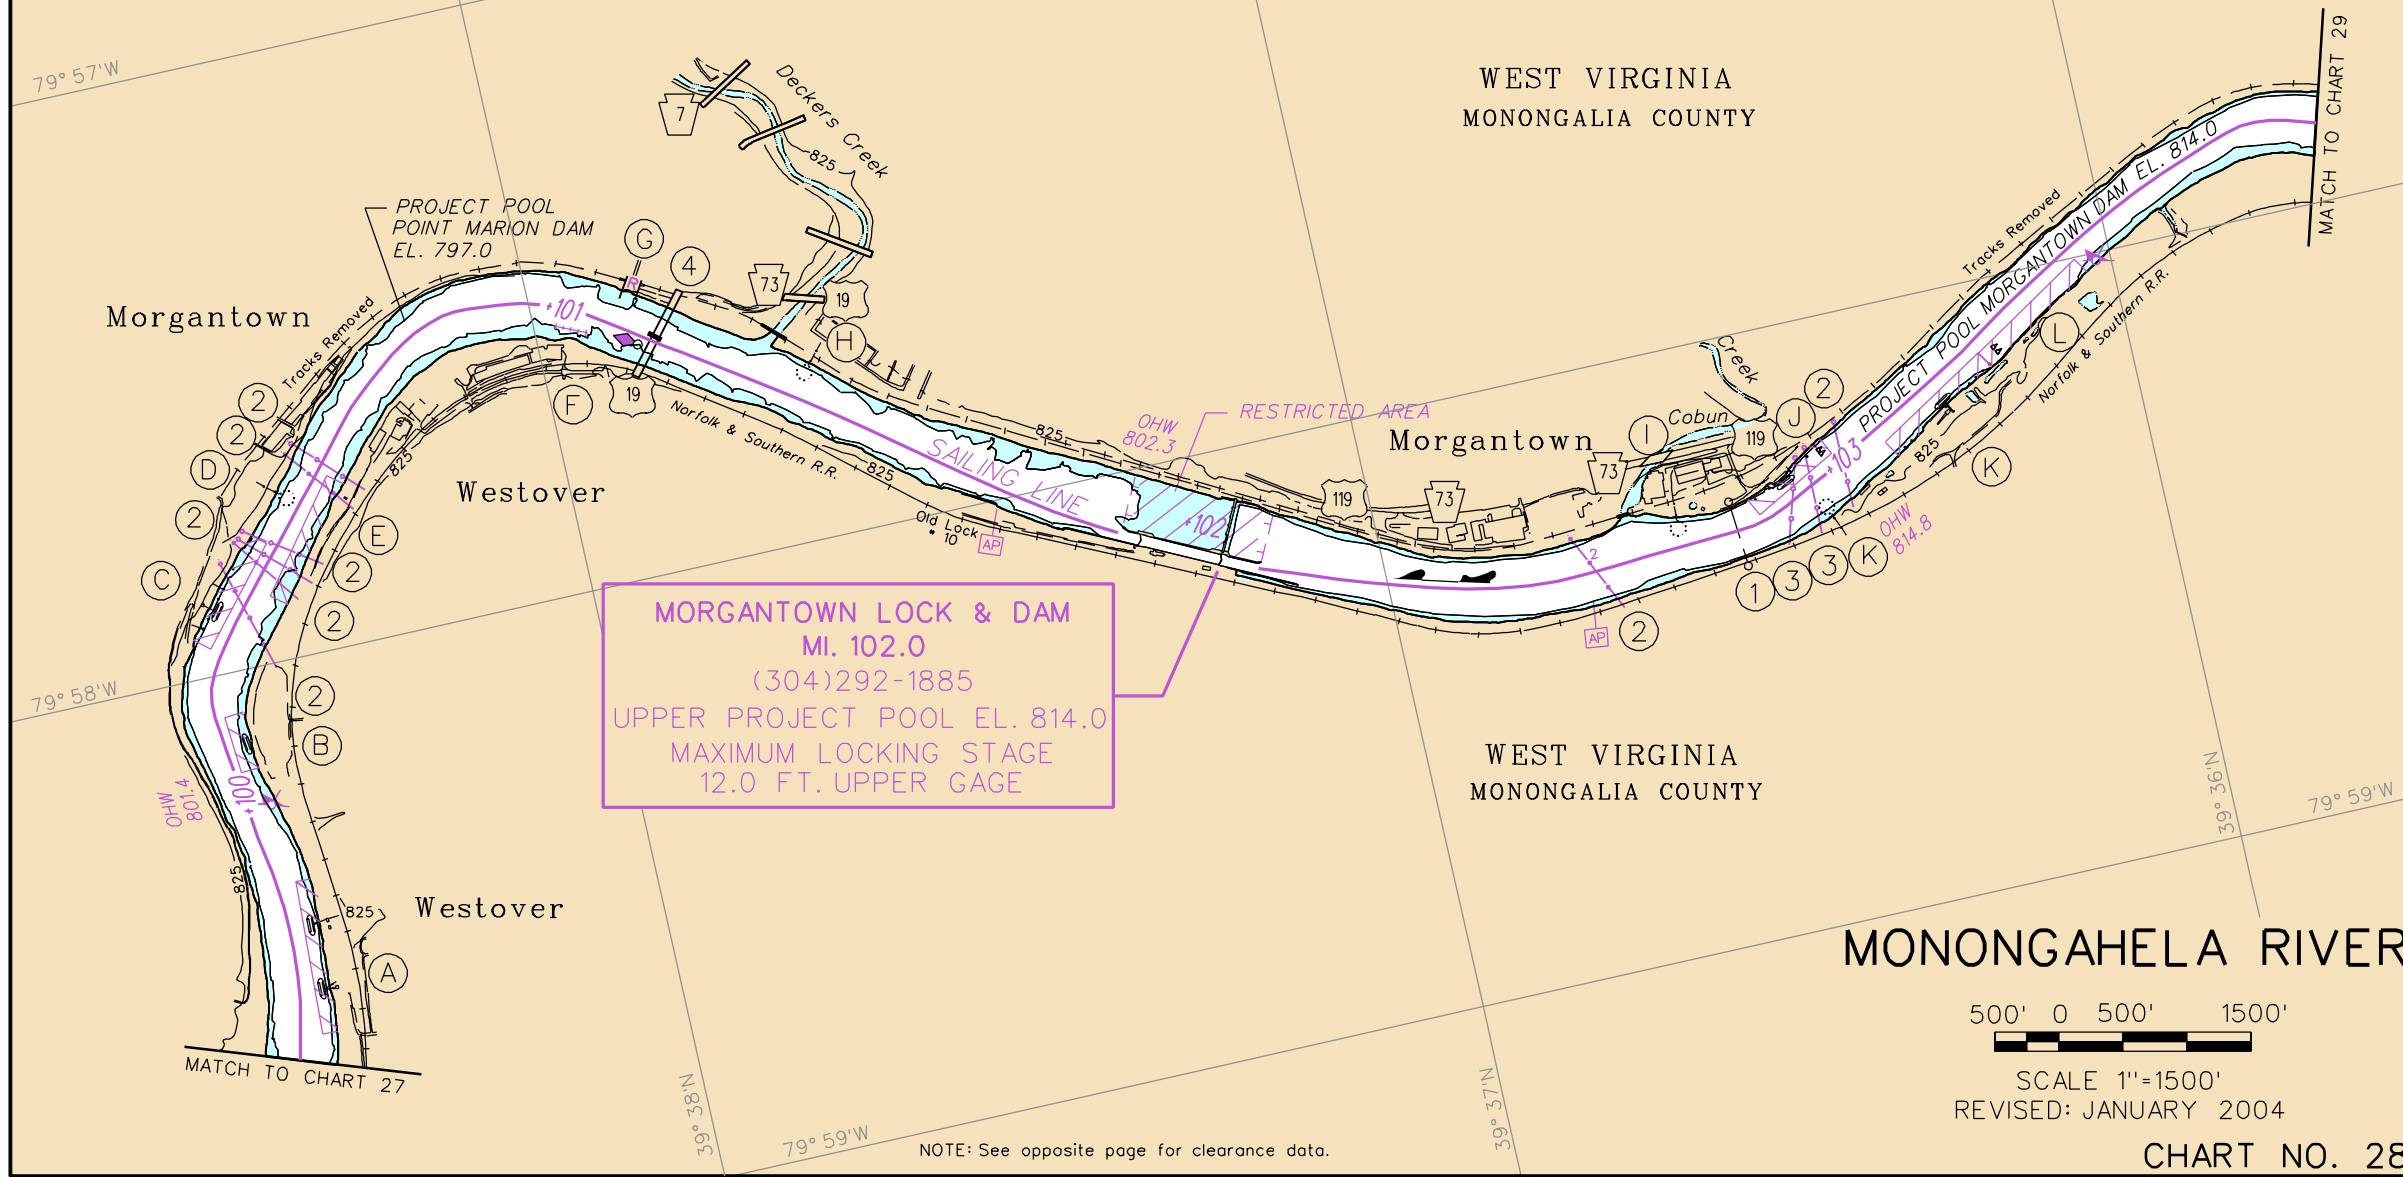 79° 57'W
Deckers Creek
7
825
WEST VIRGINIA
MONONGALIA COUNTY
MATCH TO CHART 29
PROJECT POOL
POINT MARION DAM
EL. 797.0
G
4
R
73
19
H
Morgantown
Tracks Removed
+101
2
2
D
2
C
825
F
19
Norfolk & Southern R.R.
825
Westover
E
2
2
2
B
SAILING LINE
825
OHW
802.3
RESTRICTED AREA
Old Lock
# 10
AP
+102
Morgantown
119
73
73
I
Cobun
Creek
119
J
2
+103
PROJECT POOL MORGANTOWN DAM EL. 814.0
Tracks Removed
L
Norfolk & Southern R.R.
825
K
OHW
814.8
1
3
3
K
2
AP
2
MORGANTOWN LOCK & DAM
MI. 102.0
(304)292-1885
UPPER PROJECT POOL EL. 814.0
MAXIMUM LOCKING STAGE
12.0 FT. UPPER GAGE
79° 58'W
+100
OHW
801.4
825
Westover
825
A
MATCH TO CHART 27
WEST VIRGINIA
MONONGALIA COUNTY
39° 36'N
79° 59'W
39° 38'N
79° 59'W
39° 37'N
NOTE: See opposite page for clearance data.
MONONGAHELA RIVER
500' 0 500' 1500'
SCALE 1"=1500'
REVISED: JANUARY 2004
CHART NO. 28